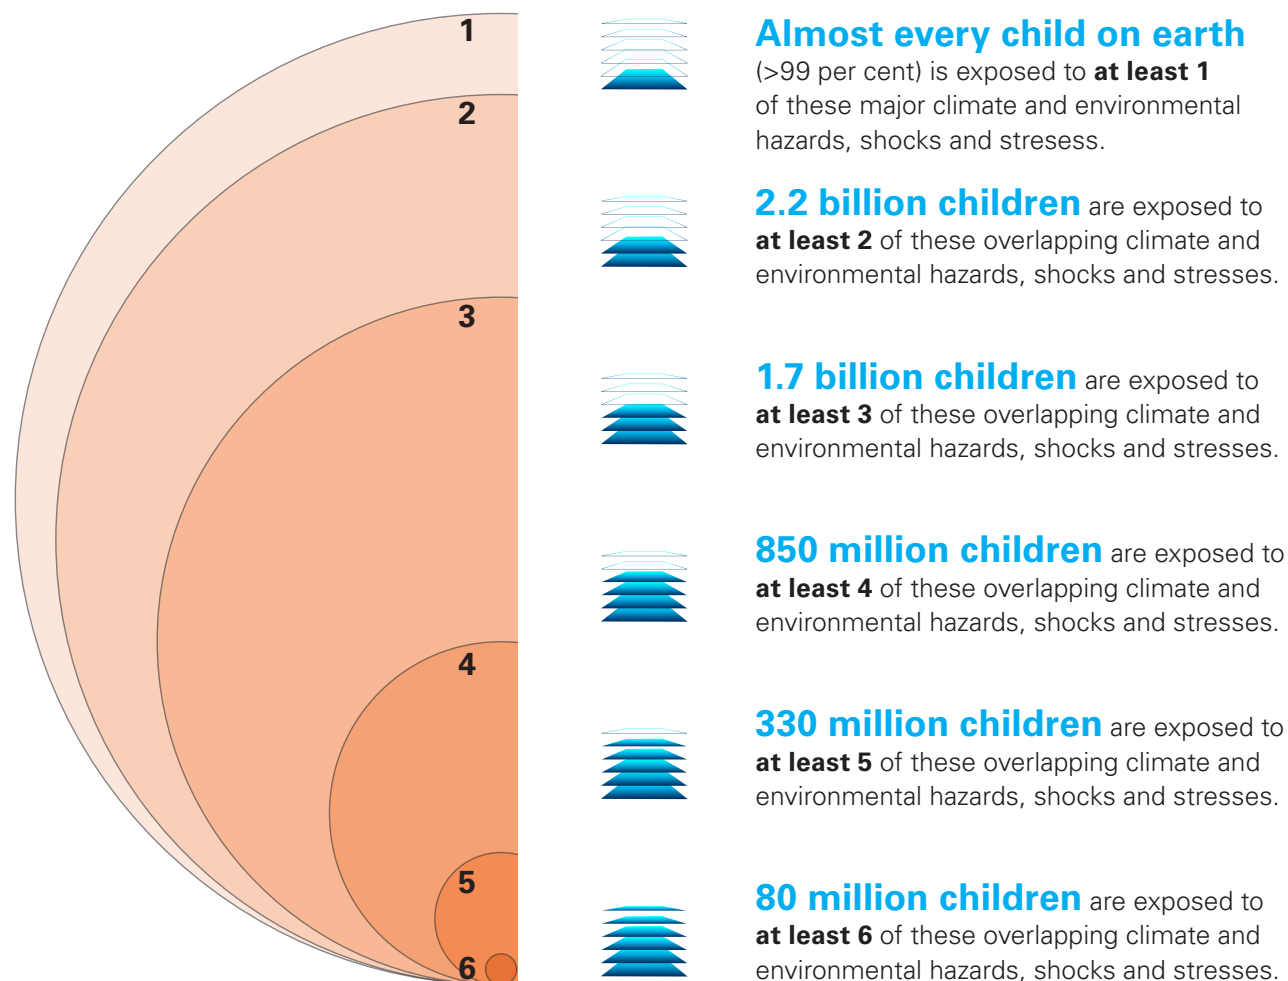 1
Almost every child on earth
(>99 per cent) is exposed to at least 1
of these major climate and environmental
hazards, shocks and stresess.
2
2.2 billion children are exposed to
at least 2 of these overlapping climate and
environmental hazards, shocks and stresses.
3
1.7 billion children are exposed to
at least 3 of these overlapping climate and
environmental hazards, shocks and stresses.
4
850 million children are exposed to
at least 4 of these overlapping climate and
environmental hazards, shocks and stresses.
5
330 million children are exposed to
at least 5 of these overlapping climate and
environmental hazards, shocks and stresses.
6
80 million children are exposed to
at least 6 of these overlapping climate and
environmental hazards, shocks and stresses.